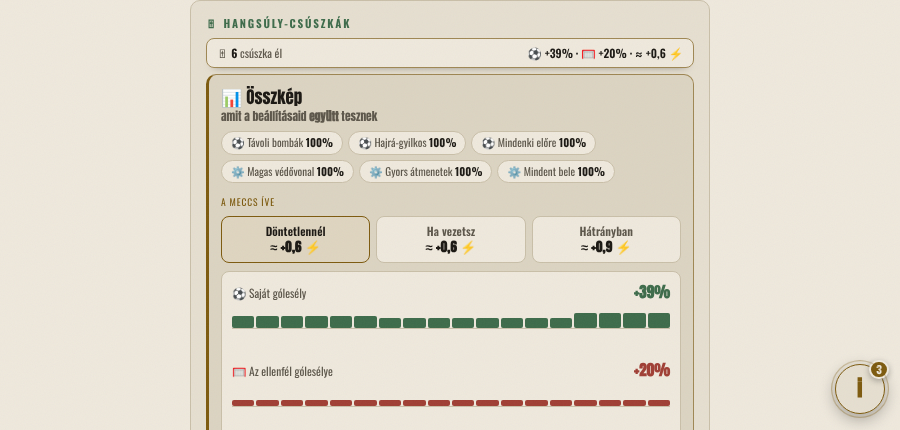 HANGSÚLY-CSÚSZKÁK
6 csúszka él
⚽ +39% · 🥅 +20% · ≈ +0,6 ⚡
📊 Összkép
amit a beállításaid együtt tesznek
⚽ Távoli bombák 100% ⚽ Hajrá-gyilkos 100% ⚽ Mindenki előre 100%
⚙️ Magas védővonal 100% ⚙️ Gyors átmenetek 100% ⚙️ Mindent bele 100%
A MECCS ÍVE
Döntetlennél
≈ +0,6 ⚡
Ha vezetsz
≈ +0,6 ⚡
Hátrányban
≈ +0,9 ⚡
⚽ Saját gólesély +39%
🥅 Az ellenfél gólesélye +20%
i 3